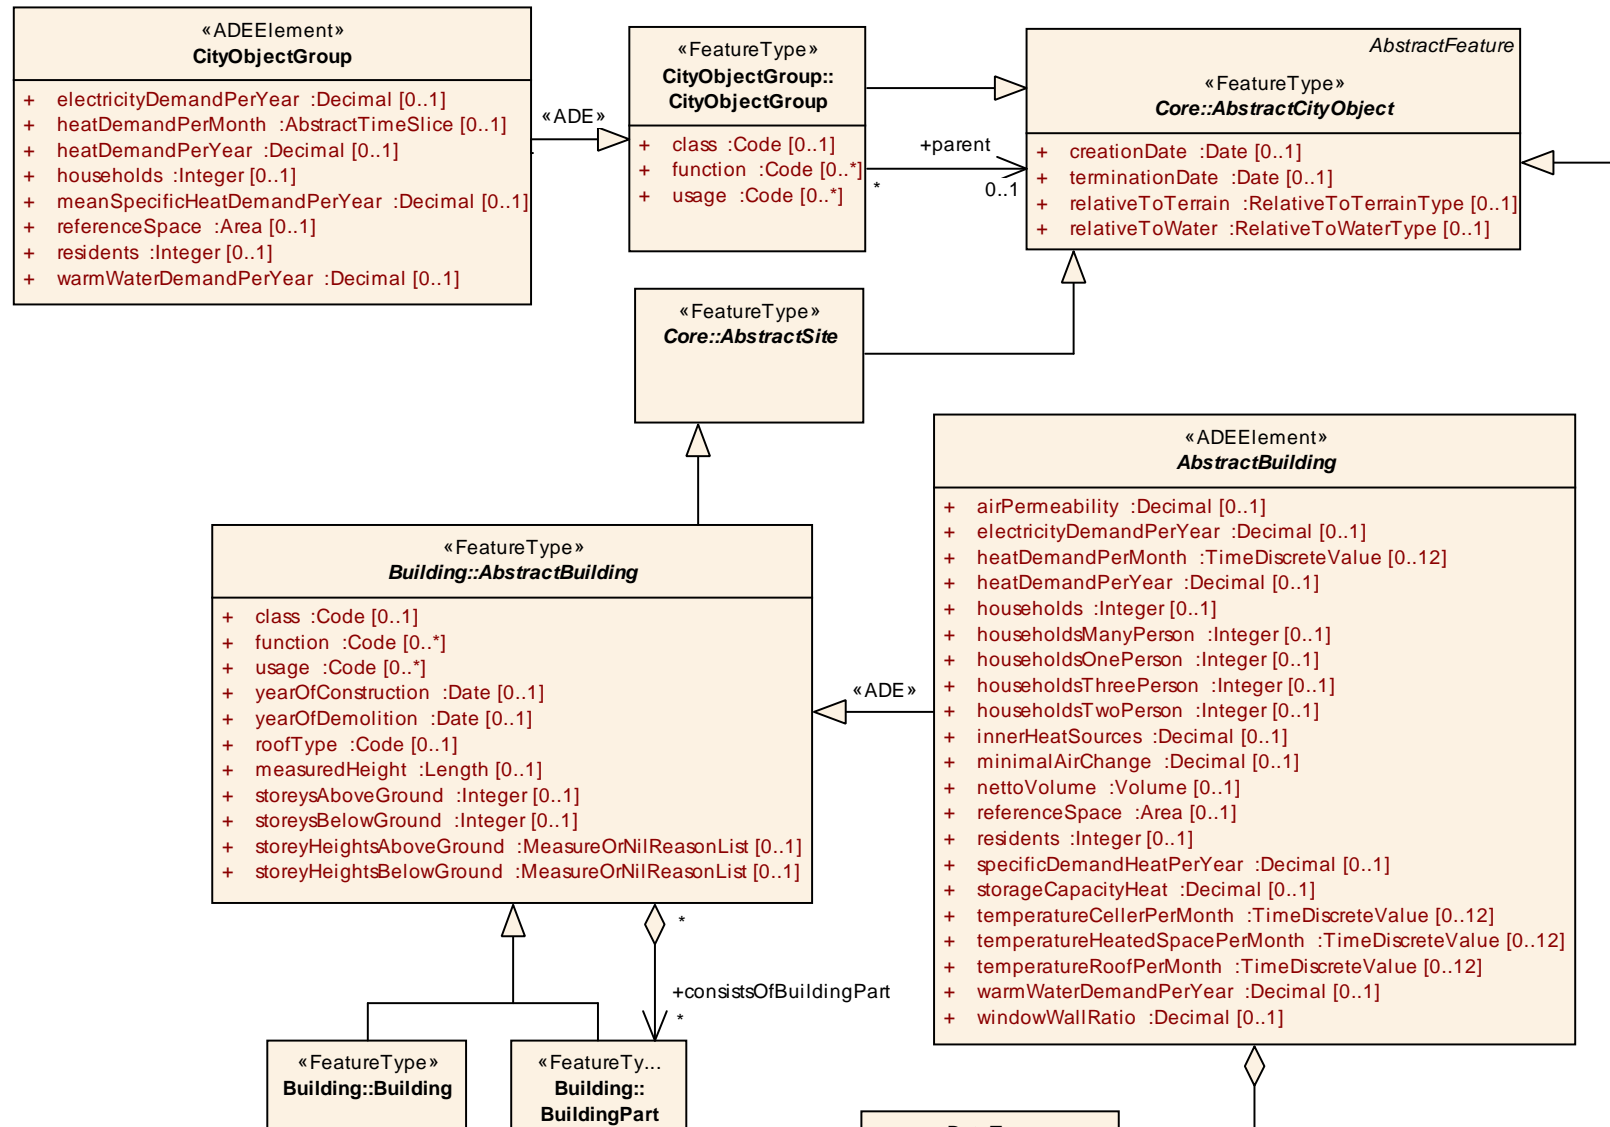 «ADEElement»
CityObjectGroup
+ electricityDemandPerYear :Decimal [0..1]
+ heatDemandPerMonth :AbstractTimeSlice [0..1]
+ heatDemandPerYear :Decimal [0..1]
+ households :Integer [0..1]
+ meanSpecificHeatDemandPerYear :Decimal [0..1]
+ referenceSpace :Area [0..1]
+ residents :Integer [0..1]
+ warmWaterDemandPerYear :Decimal [0..1]
«ADE»
«FeatureType»
CityObjectGroup::
CityObjectGroup
+ class :Code [0..1]
+ function :Code [0..*]
+ usage :Code [0..*]
+parent
*
0..1
AbstractFeature
«FeatureType»
Core::AbstractCityObject
+ creationDate :Date [0..1]
+ terminationDate :Date [0..1]
+ relativeToTerrain :RelativeToTerrainType [0..1]
+ relativeToWater :RelativeToWaterType [0..1]
«FeatureType»
Core::AbstractSite
«FeatureType»
Building::AbstractBuilding
+ class :Code [0..1]
+ function :Code [0..*]
+ usage :Code [0..*]
+ yearOfConstruction :Date [0..1]
+ yearOfDemolition :Date [0..1]
+ roofType :Code [0..1]
+ measuredHeight :Length [0..1]
+ storeysAboveGround :Integer [0..1]
+ storeysBelowGround :Integer [0..1]
+ storeyHeightsAboveGround :MeasureOrNilReasonList [0..1]
+ storeyHeightsBelowGround :MeasureOrNilReasonList [0..1]
«ADE»
«ADEElement»
AbstractBuilding
+ airPermeability :Decimal [0..1]
+ electricityDemandPerYear :Decimal [0..1]
+ heatDemandPerMonth :TimeDiscreteValue [0..12]
+ heatDemandPerYear :Decimal [0..1]
+ households :Integer [0..1]
+ householdsManyPerson :Integer [0..1]
+ householdsOnePerson :Integer [0..1]
+ householdsThreePerson :Integer [0..1]
+ householdsTwoPerson :Integer [0..1]
+ innerHeatSources :Decimal [0..1]
+ minimalAirChange :Decimal [0..1]
+ nettoVolume :Volume [0..1]
+ referenceSpace :Area [0..1]
+ residents :Integer [0..1]
+ specificDemandHeatPerYear :Decimal [0..1]
+ storageCapacityHeat :Decimal [0..1]
+ temperatureCellerPerMonth :TimeDiscreteValue [0..12]
+ temperatureHeatedSpacePerMonth :TimeDiscreteValue [0..12]
+ temperatureRoofPerMonth :TimeDiscreteValue [0..12]
+ warmWaterDemandPerYear :Decimal [0..1]
+ windowWallRatio :Decimal [0..1]
*
+consistsOfBuildingPart
*
«FeatureType»
Building::Building
«FeatureTy...
Building::
BuildingPart